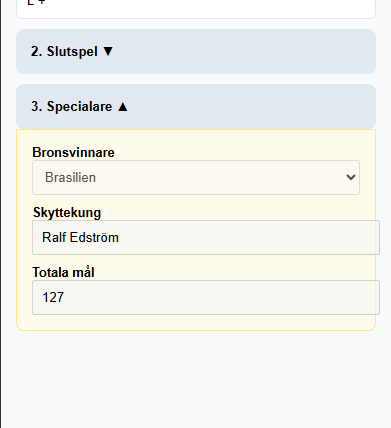 2. Slutspel ▼
3. Specialare ▲
Bronsvinnare
Brasilien
Skyttekung
Ralf Edström
Totala mål
127